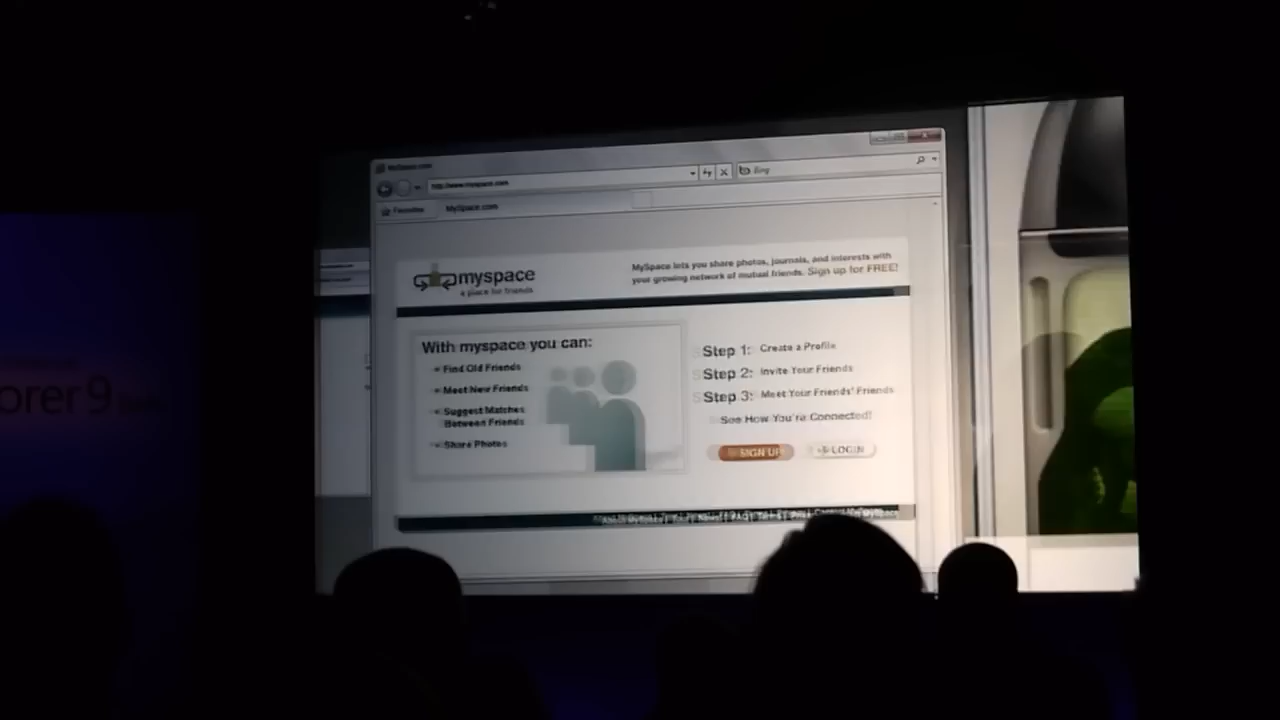 MySpace.com
http://www.myspace.com
Bing
Favorites
MySpace.com
myspace
a place for friends
MySpace lets you share photos, journals, and interests with
your growing network of mutual friends. Sign up for FREE!
With myspace you can:
Find Old Friends
Meet New Friends
Suggest Matches
Between Friends
Share Photos
Step 1: Create a Profile
Step 2: Invite Your Friends
Step 3: Meet Your Friends' Friends
See How You're Connected!
SIGN UP
LOGIN
orer 9